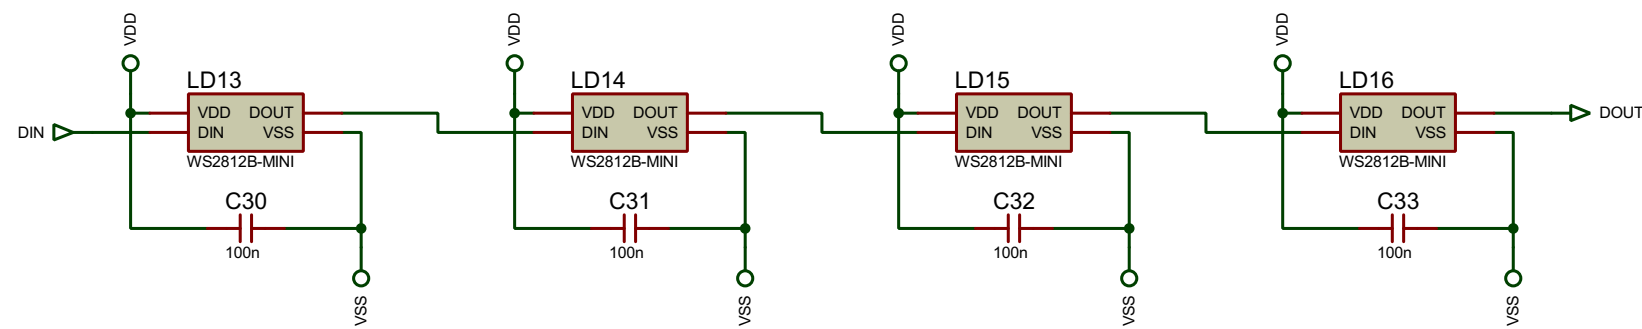 VDD VDD VDD VDD
LD13 LD14 LD15 LD16
VDD DOUT VDD DOUT VDD DOUT VDD DOUT DOUT
DIN DIN VSS DIN VSS DIN VSS DIN VSS
WS2812B-MINI WS2812B-MINI WS2812B-MINI WS2812B-MINI
C30 C31 C32 C33
100n 100n 100n 100n
VSS VSS VSS VSS